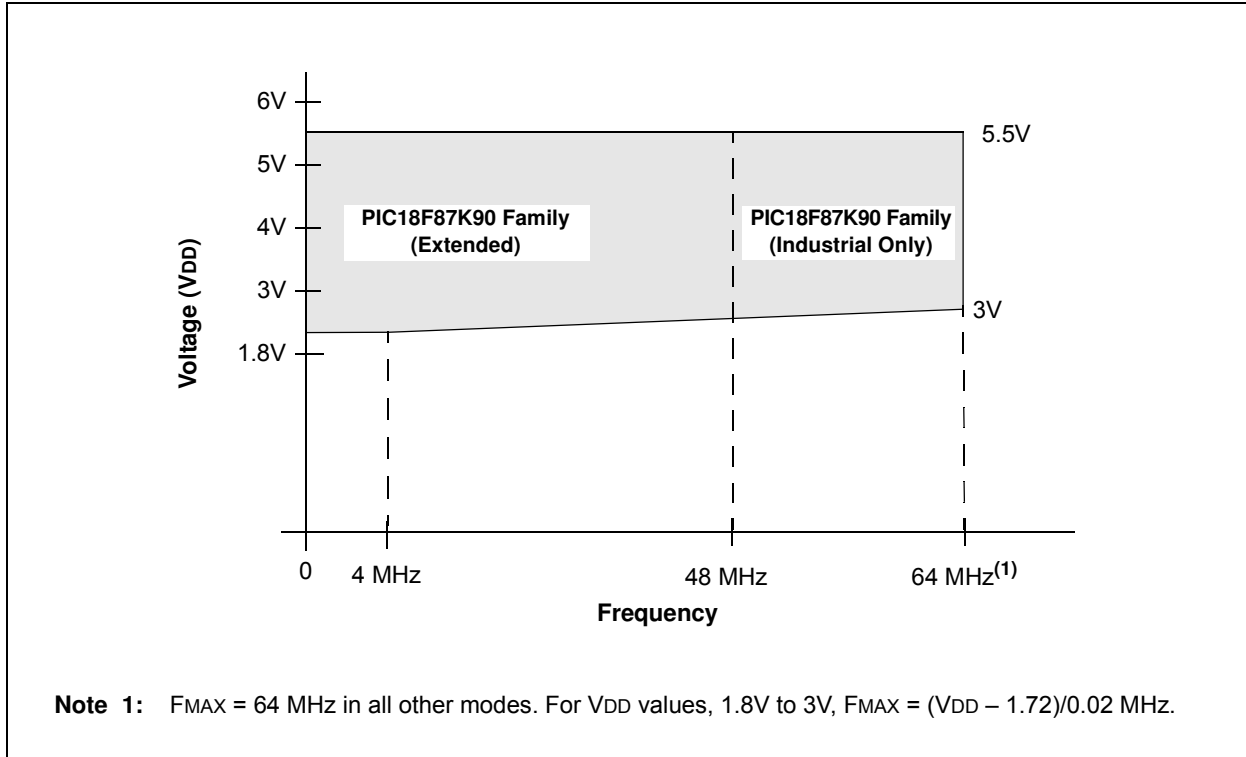 6V
5V
4V
3V
1.8V
Voltage (VDD)
5.5V
3V
PIC18F87K90 Family
(Extended)
PIC18F87K90 Family
(Industrial Only)
0
4 MHz
48 MHz
64 MHz(1)
Frequency
Note 1: FMAX = 64 MHz in all other modes. For VDD values, 1.8V to 3V, FMAX = (VDD – 1.72)/0.02 MHz.